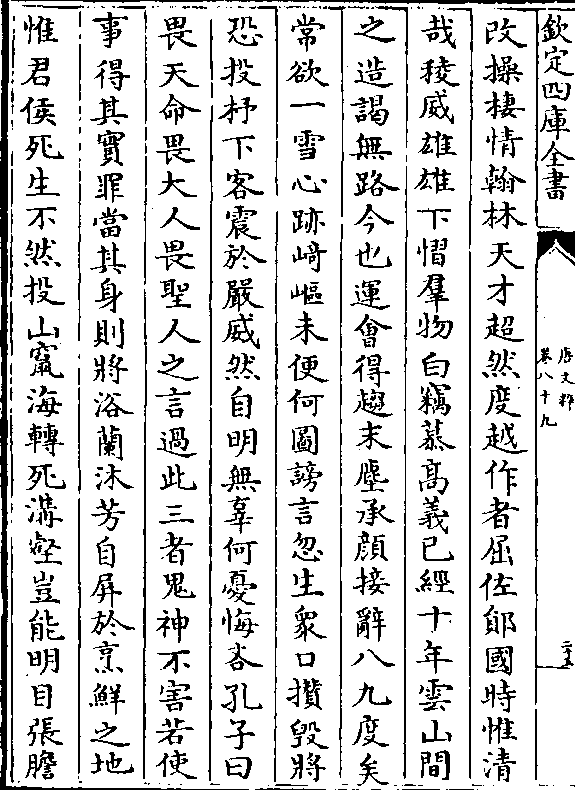 欽定四庫全書
唐文粹
卷八十九
二十五
改操棲情翰林天才超然度越作者屈佐鄖國時惟清
哉稜威雄雄下慴羣物白竊慕髙義已經十年雲山間
之造謁無路今也運會得趨末塵承顔接辭八九度矣
常欲一雪心跡﨑嶇未便何圖謗言忽生衆口攢毁將
恐投杼下客震於嚴威然自明無辜何憂悔吝孔子曰
畏天命畏大人畏聖人之言過此三者鬼神不害若使
事得其實罪當其身則將浴蘭沐芳自屏於烹鮮之地
惟君侯死生不然投山竄海轉死溝壑豈能明目張膽